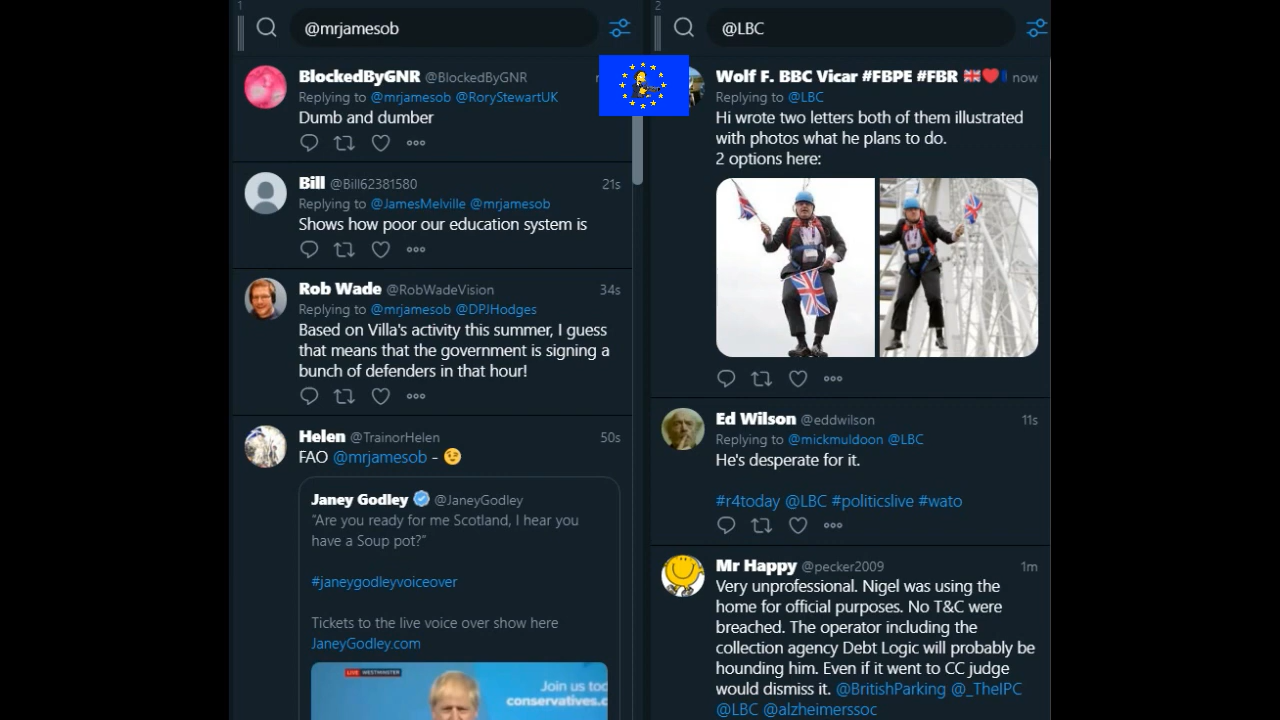 1
@mrjamesob
BlockedByGNR @BlockedByGNR
Replying to @mrjamesob @RoryStewartUK
Dumb and dumber
Bill @Bill62381580 21s
Replying to @JamesMelville @mrjamesob
Shows how poor our education system is
Rob Wade @RobWadeVision 34s
Replying to @mrjamesob @DPJHodges
Based on Villa's activity this summer, I guess
that means that the government is signing a
bunch of defenders in that hour!
Helen @TrainorHelen 50s
FAO @mrjamesob -
Janey Godley @JaneyGodley
“Are you ready for me Scotland, I hear you
have a Soup pot?”
#janeygodleyvoiceover
Tickets to the live voice over show here
JaneyGodley.com
LIVE WESTMINSTER
Join us
conservatives.c
2
@LBC
Wolf F. BBC Vicar #FBPE #FBR now
Replying to @LBC
Hi wrote two letters both of them illustrated
with photos what he plans to do.
2 options here:
Ed Wilson @eddwilson 11s
Replying to @mickmuldoon @LBC
He's desperate for it.
#r4today @LBC #politicslive #wato
Mr Happy @pecker2009 1m
Very unprofessional. Nigel was using the
home for official purposes. No T&C were
breached. The operator including the
collection agency Debt Logic will probably be
hounding him. Even if it went to CC judge
would dismiss it. @BritishParking @_TheIPC
@LBC @alzheimerssoc